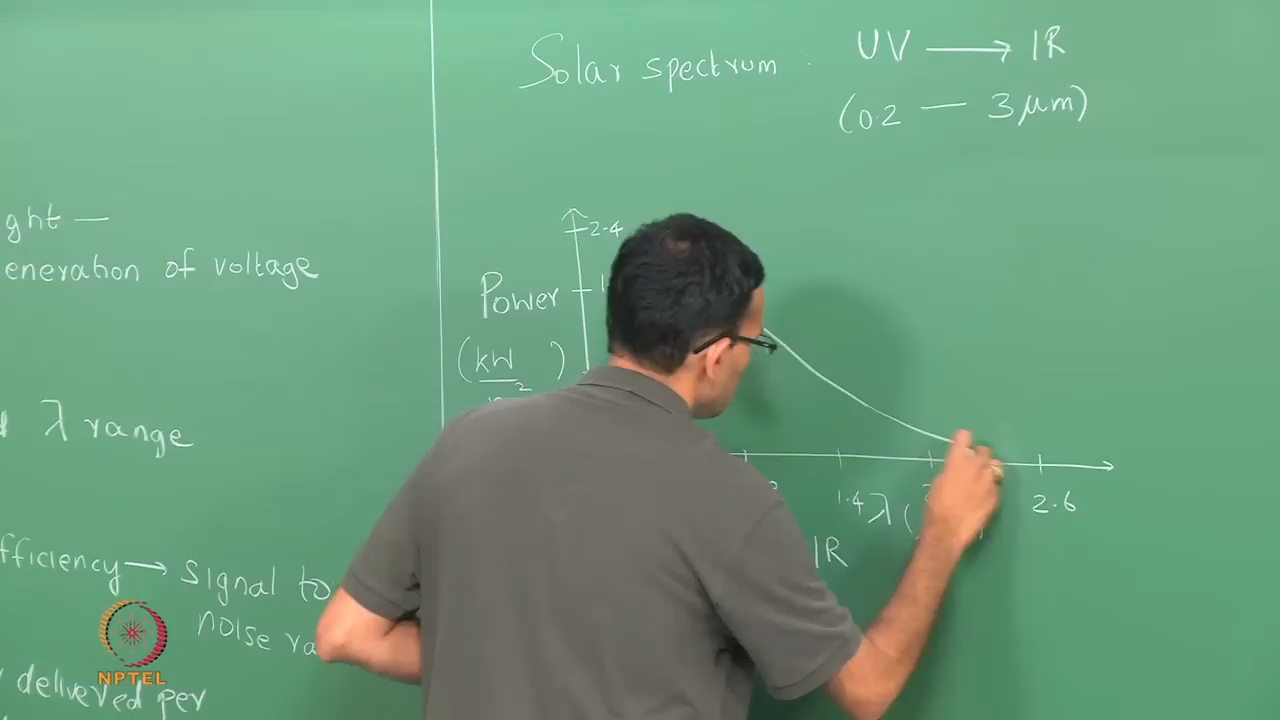 Solar spectrum : UV ⟶ IR
(0.2 — 3 μm)
ght —
eneration of voltage
λ range
fficiency → signal to
noise ra
delivered per
2.4
Power
(kW
2 )
1.4
λ (
2.6
IR
NPTEL